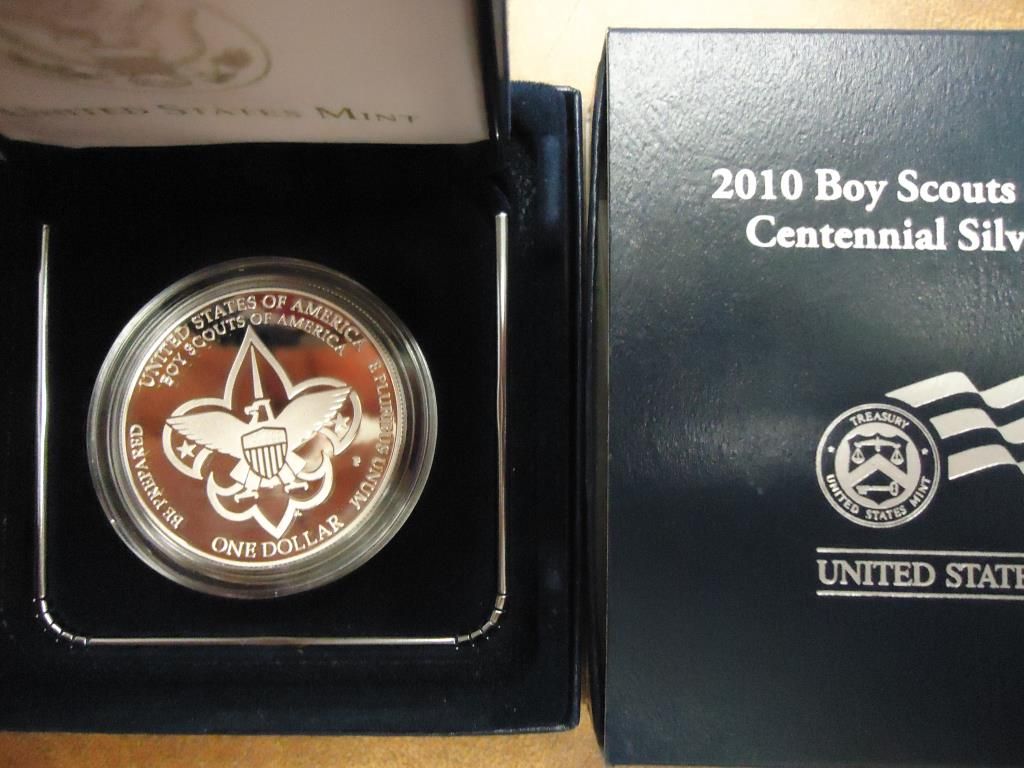 UNITED STATES MINT
UNITED STATES OF AMERICA
BOY SCOUTS OF AMERICA
E PLURIBUS UNUM
BE PREPARED
ONE DOLLAR
P
2010 Boy Scouts
Centennial Silv
TREASURY
UNITED STATES MINT
UNITED STATE